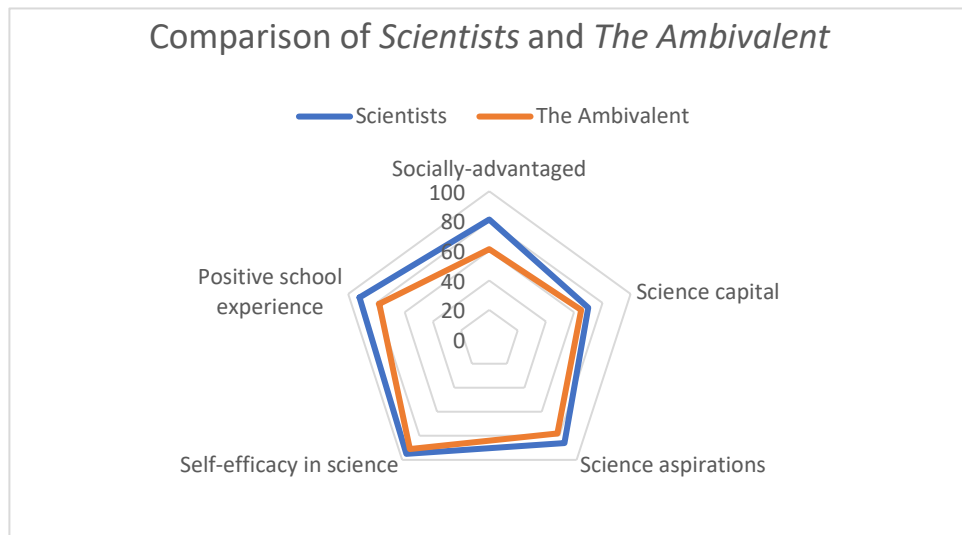 Comparison of Scientists and The Ambivalent
Scientists
The Ambivalent
Socially-advantaged
100
80
60
40
20
0
Positive school
experience
Science capital
Self-efficacy in science
Science aspirations